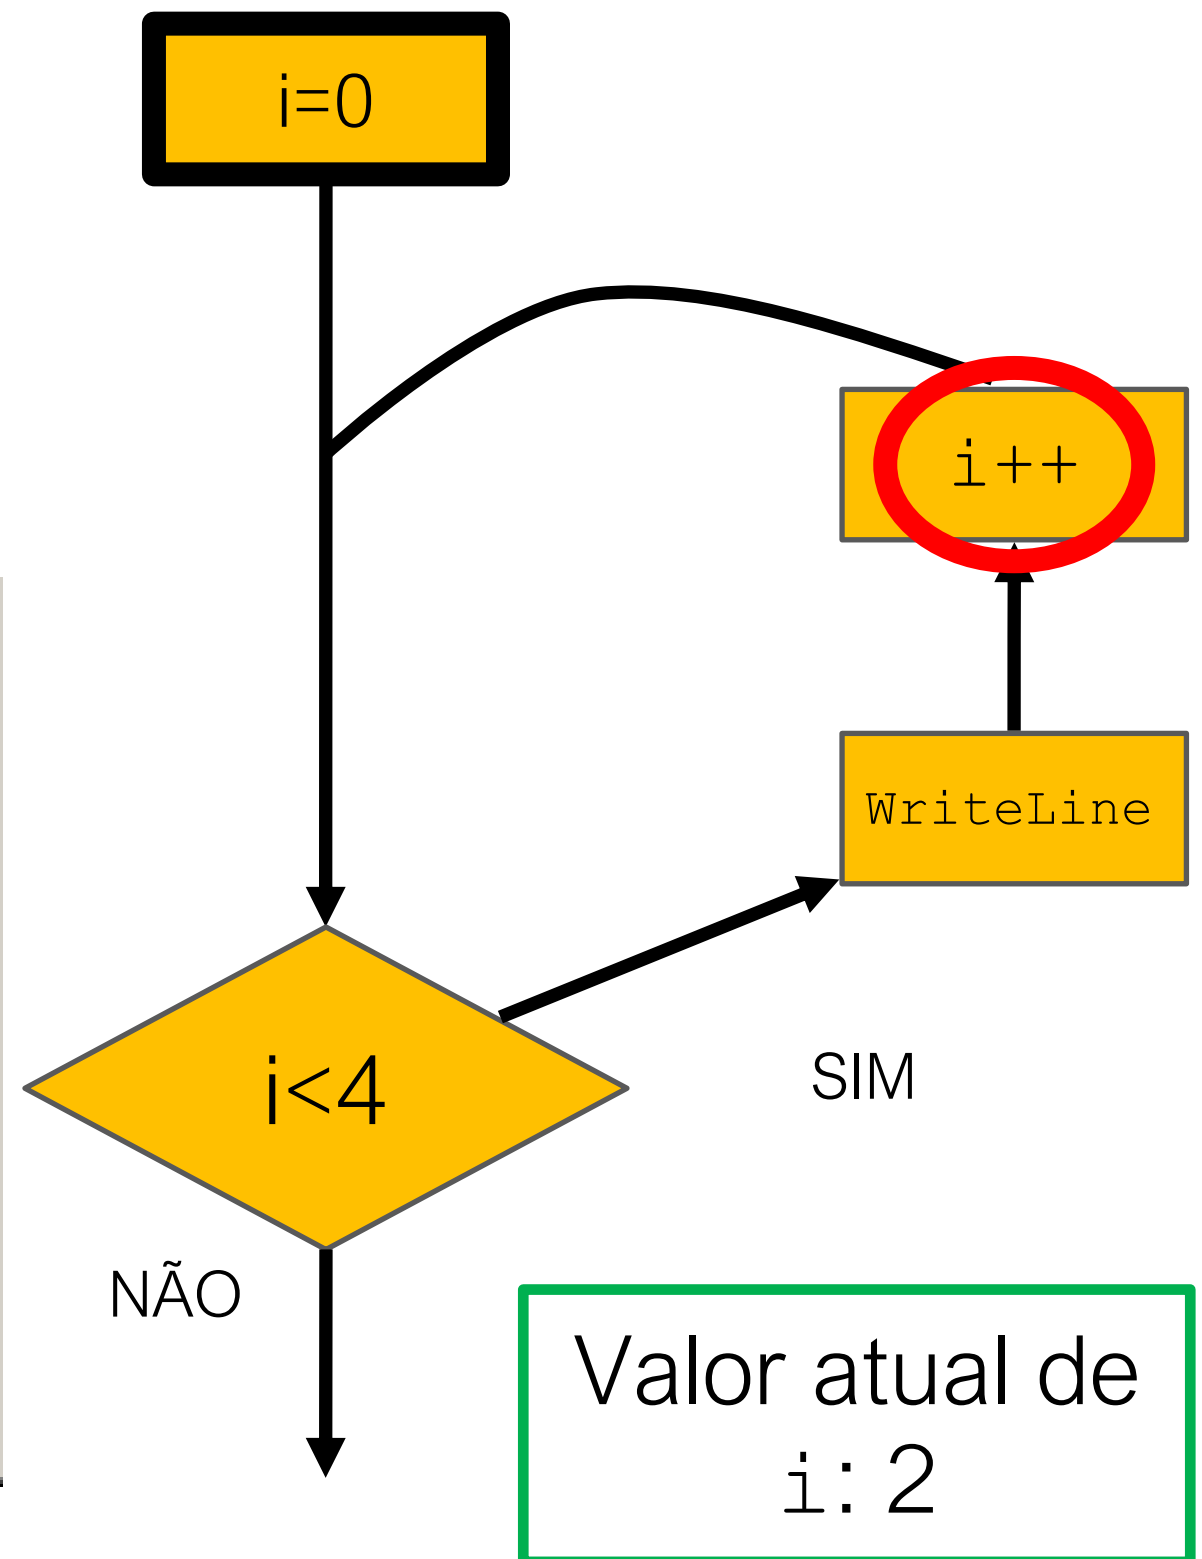 i=0
i++
WriteLine
i<4
SIM
NÃO
Valor atual de
i: 2